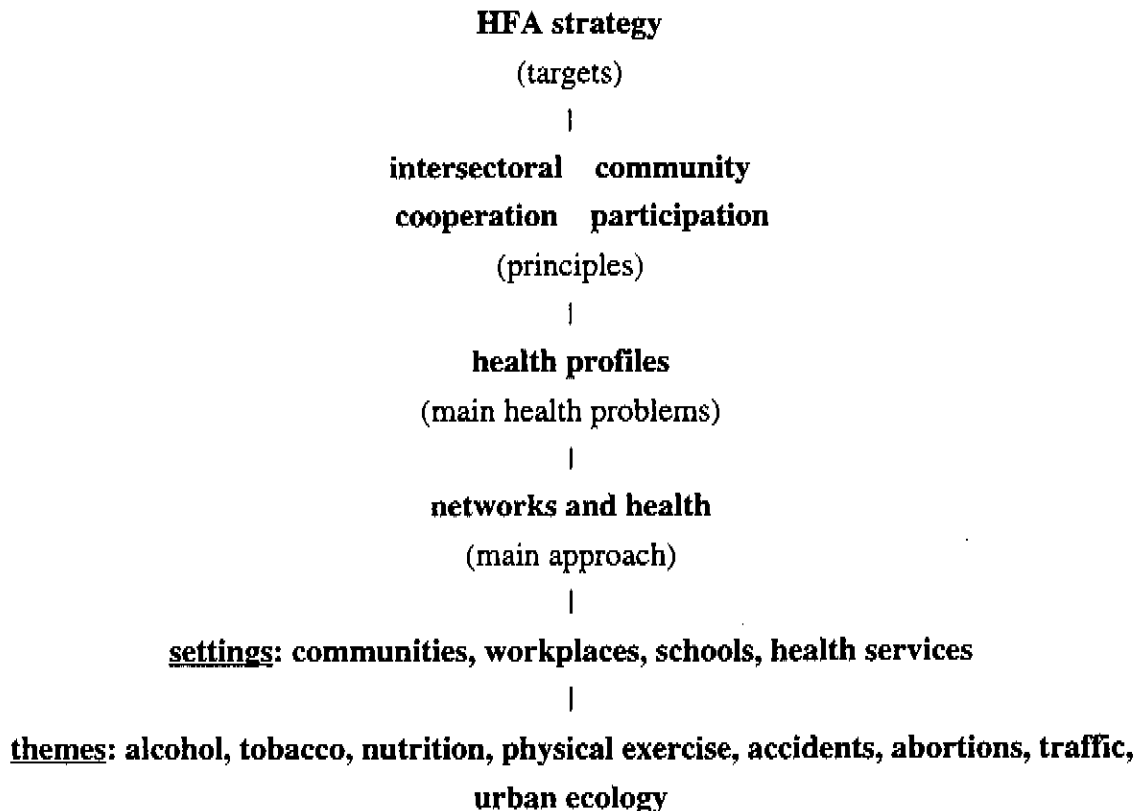 HFA strategy
(targets)
|
intersectoral community
cooperation participation
(principles)
|
health profiles
(main health problems)
|
networks and health
(main approach)
|
settings: communities, workplaces, schools, health services
|
themes: alcohol, tobacco, nutrition, physical exercise, accidents, abortions, traffic,
urban ecology